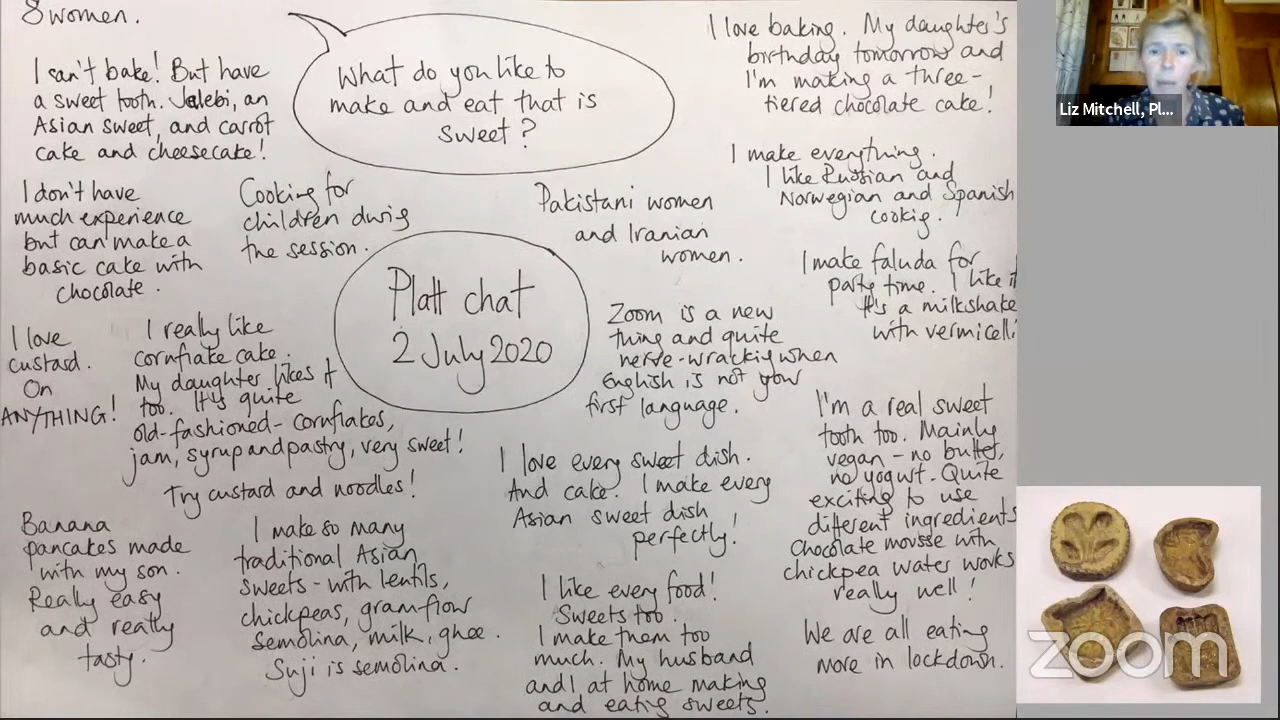 8 women.
What do you like to
make and eat that is
sweet?
I love baking. My daughter's
birthday tomorrow and
I'm making a three-
tiered chocolate cake!
Liz Mitchell, Pl...
I can't bake! But have
a sweet tooth. Jalebi, an
Asian sweet, and carrot
cake and cheesecake!
I make everything.
I like Russian and
Norwegian and Spanish
cooking.
I don't have
much experience
but can make a
basic cake with
chocolate.
Cooking for
children during
the session.
Pakistani women
and Iranian
women.
I make faluda for
party time. I like it
It's a milkshake
with vermicelli
Platt chat
2 July 2020
Zoom is a new
thing and quite
nerve-wracking when
English is not your
first language.
I love
custard.
On
ANYTHING!
I really like
cornflake cake.
My daughter likes it
too. It's quite
old-fashioned - cornflakes,
jam, syrup and pastry, very sweet!
Try custard and noodles!
I love every sweet dish.
And cake. I make every
Asian sweet dish
perfectly!
I'm a real sweet
tooth too. Mainly
vegan - no butter,
no yogurt. Quite
exciting to use
different ingredients
Chocolate mousse with
chickpea water works
really well!
Banana
pancakes made
with my son.
Really easy
and really
tasty.
I make so many
traditional Asian
sweets - with lentils,
chickpeas, gram-flour
semolina, milk, ghee.
Suji is semolina.
I like every food!
Sweets too.
I make them too
much. My husband
and I at home making
and eating sweets.
We are all eating
more in lockdown.
zoom